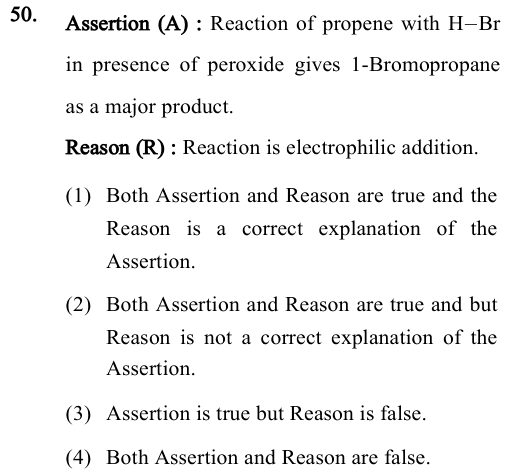 50. Assertion (A) : Reaction of propene with H–Br
in presence of peroxide gives 1-Bromopropane
as a major product.
Reason (R) : Reaction is electrophilic addition.
(1) Both Assertion and Reason are true and the
Reason is a correct explanation of the
Assertion.
(2) Both Assertion and Reason are true and but
Reason is not a correct explanation of the
Assertion.
(3) Assertion is true but Reason is false.
(4) Both Assertion and Reason are false.